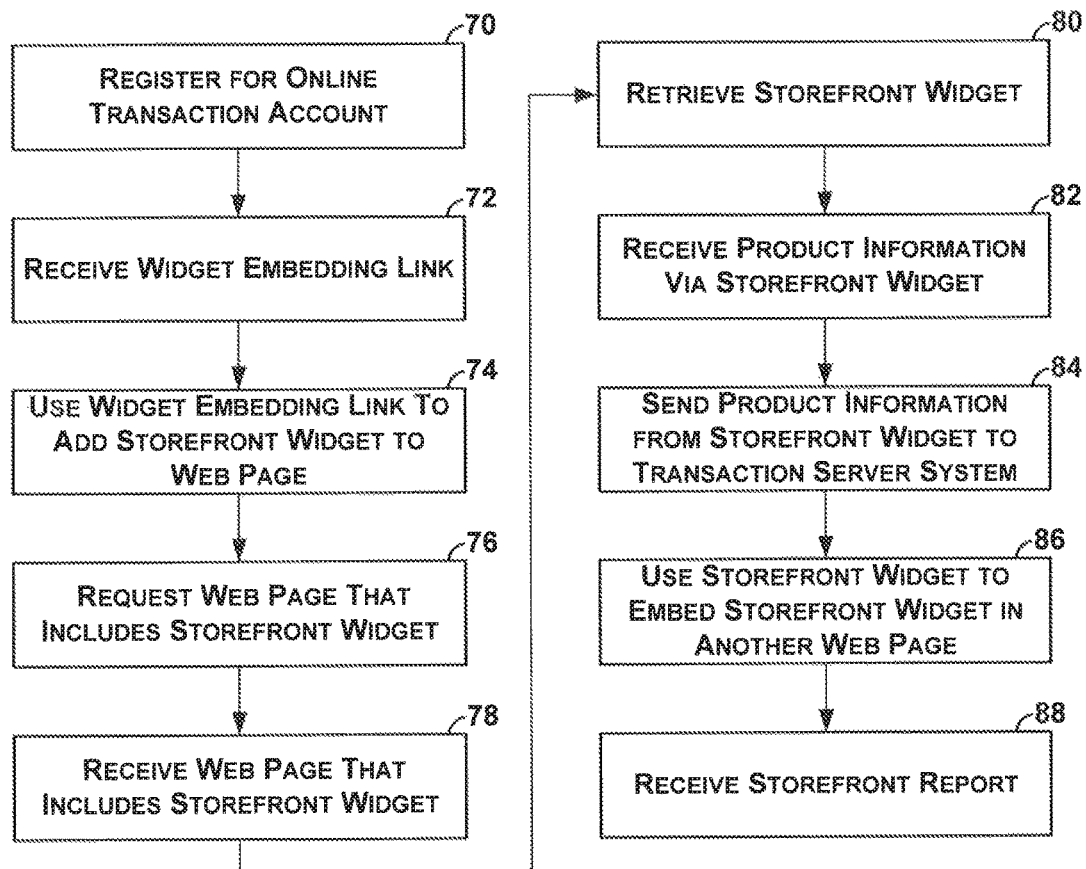 70
REGISTER FOR ONLINE
TRANSACTION ACCOUNT
72
RECEIVE WIDGET EMBEDDING LINK
74
USE WIDGET EMBEDDING LINK TO
ADD STOREFRONT WIDGET TO
WEB PAGE
76
REQUEST WEB PAGE THAT
INCLUDES STOREFRONT WIDGET
78
RECEIVE WEB PAGE THAT
INCLUDES STOREFRONT WIDGET
80
RETRIEVE STOREFRONT WIDGET
82
RECEIVE PRODUCT INFORMATION
VIA STOREFRONT WIDGET
84
SEND PRODUCT INFORMATION
FROM STOREFRONT WIDGET TO
TRANSACTION SERVER SYSTEM
86
USE STOREFRONT WIDGET TO
EMBED STOREFRONT WIDGET IN
ANOTHER WEB PAGE
88
RECEIVE STOREFRONT REPORT